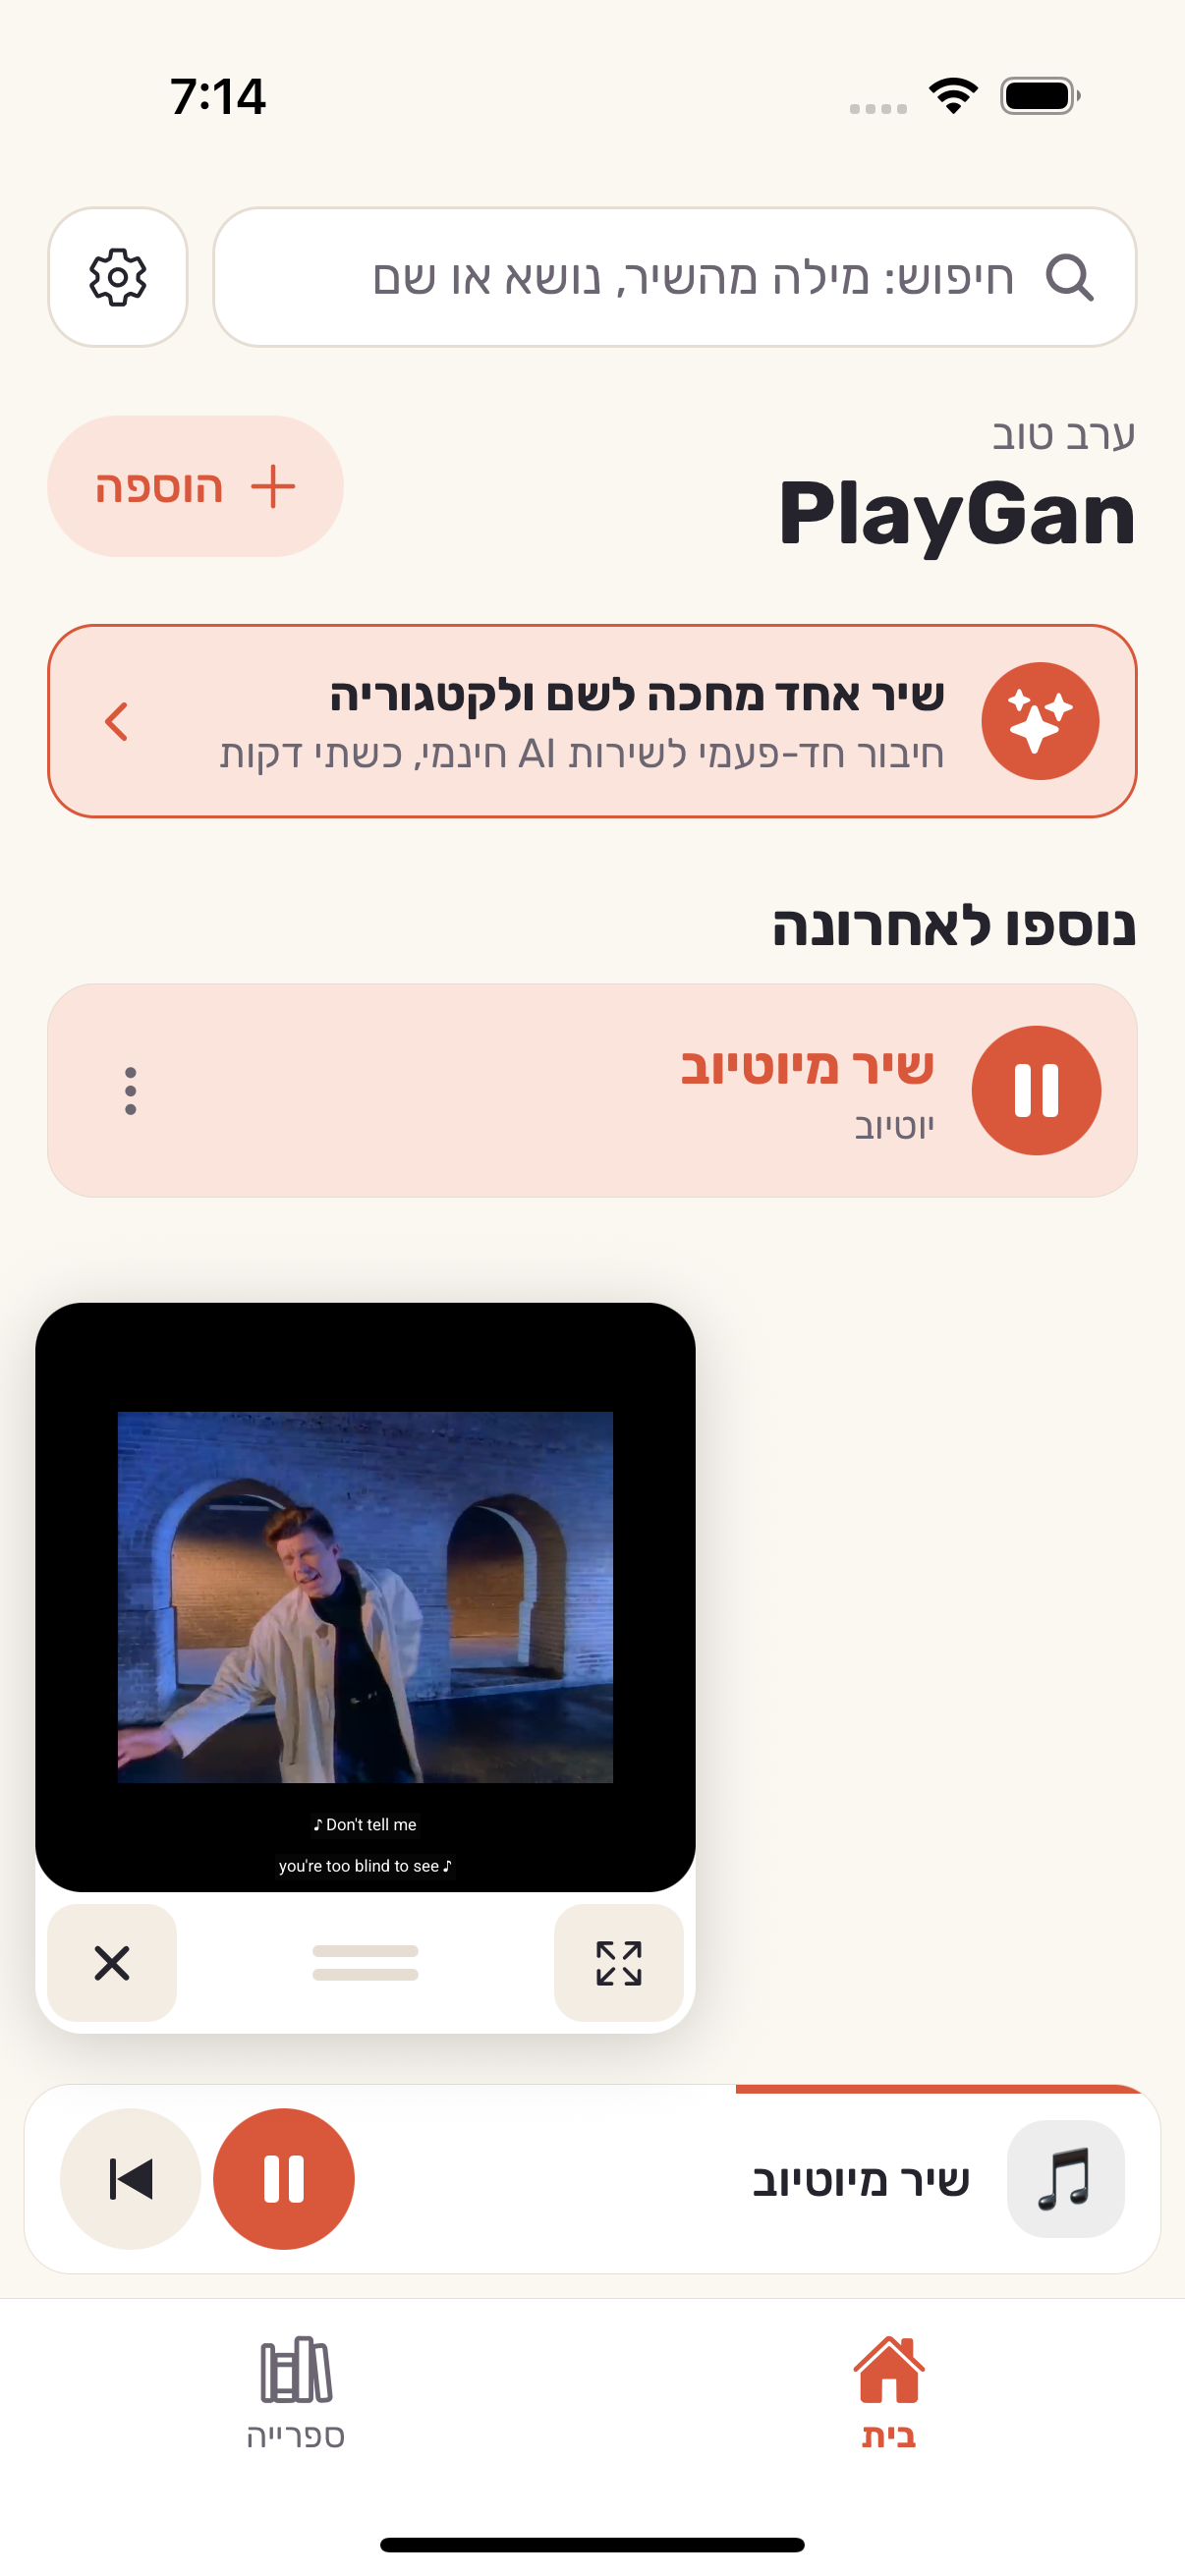 7:14
חיפוש: מילה מהשיר, נושא או שם
ערב טוב
PlayGan
הוספה
שיר אחד מחכה לשם ולקטגוריה
חיבור חד-פעמי לשירות AI חינמי, כשתי דקות
נוספו לאחרונה
שיר מיוטיוב
יוטיוב
♪ Don't tell me
you're too blind to see ♪
שיר מיוטיוב
בית
ספרייה